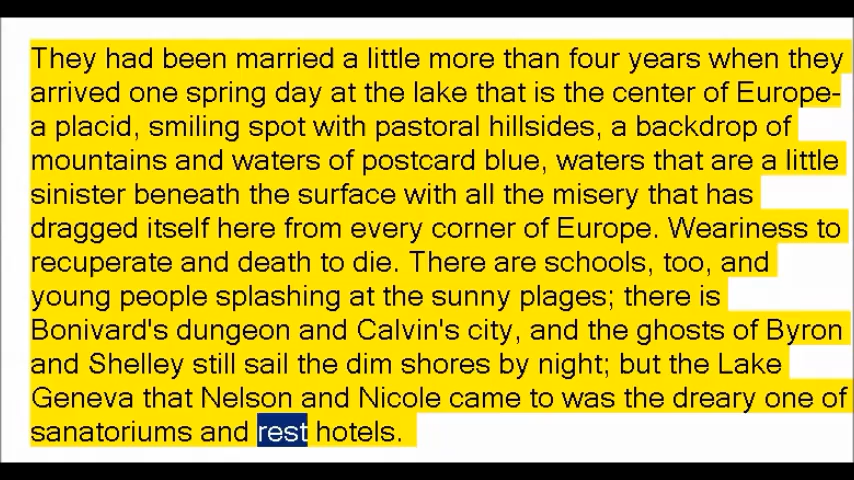 They had been married a little more than four years when they
arrived one spring day at the lake that is the center of Europe-
a placid, smiling spot with pastoral hillsides, a backdrop of
mountains and waters of postcard blue, waters that are a little
sinister beneath the surface with all the misery that has
dragged itself here from every corner of Europe. Weariness to
recuperate and death to die. There are schools, too, and
young people splashing at the sunny plages; there is
Bonivard's dungeon and Calvin's city, and the ghosts of Byron
and Shelley still sail the dim shores by night; but the Lake
Geneva that Nelson and Nicole came to was the dreary one of
sanatoriums and rest hotels.